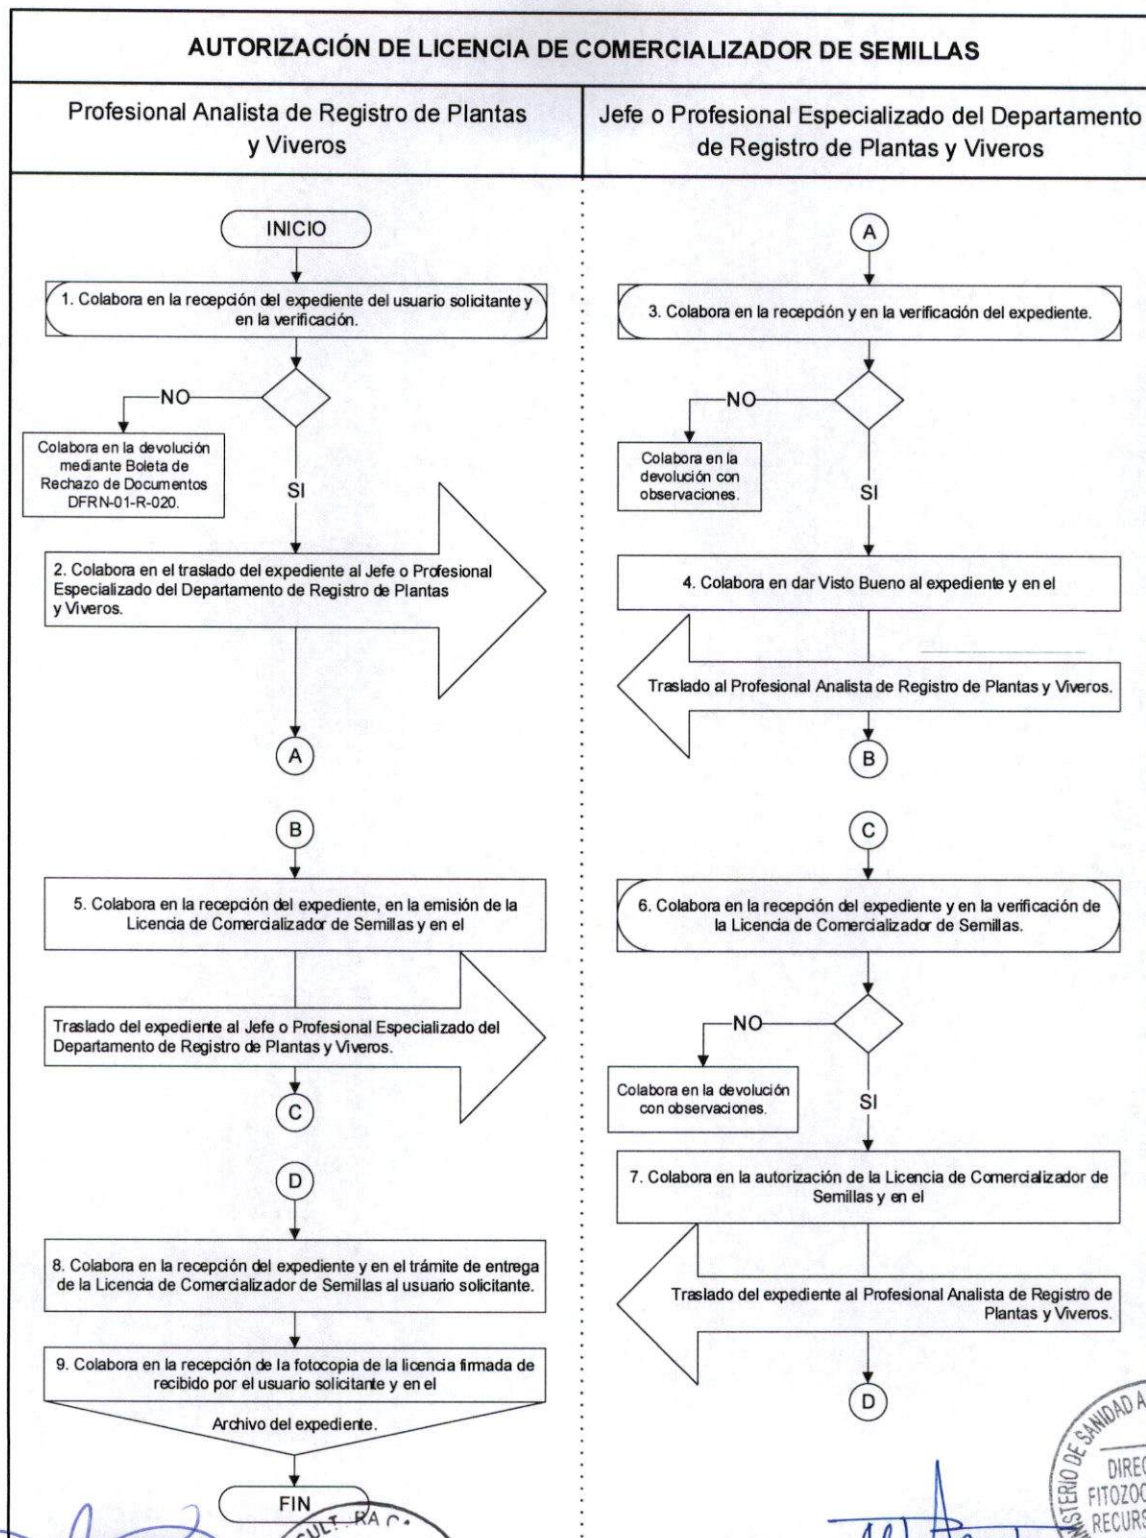 AUTORIZACIÓN DE LICENCIA DE COMERCIALIZADOR DE SEMILLAS
Profesional Analista de Registro de Plantas
y Viveros
Jefe o Profesional Especializado del Departamento
de Registro de Plantas y Viveros
INICIO
1. Colabora en la recepción del expediente del usuario solicitante y
en la verificación.
NO
Colabora en la devolución
mediante Boleta de
Rechazo de Documentos
DFRN-01-R-020.
SI
2. Colabora en el traslado del expediente al Jefe o Profesional
Especializado del Departamento de Registro de Plantas
y Viveros.
A
A
3. Colabora en la recepción y en la verificación del expediente.
NO
Colabora en la
devolución con
observaciones.
SI
4. Colabora en dar Visto Bueno al expediente y en el
Traslado al Profesional Analista de Registro de Plantas y Viveros.
B
B
5. Colabora en la recepción del expediente, en la emisión de la
Licencia de Comercializador de Semillas y en el
Traslado del expediente al Jefe o Profesional Especializado del
Departamento de Registro de Plantas y Viveros.
C
C
6. Colabora en la recepción del expediente y en la verificación de
la Licencia de Comercializador de Semillas.
NO
Colabora en la devolución
con observaciones.
SI
7. Colabora en la autorización de la Licencia de Comercializador de
Semillas y en el
Traslado del expediente al Profesional Analista de Registro de
Plantas y Viveros.
D
D
8. Colabora en la recepción del expediente y en el trámite de entrega
de la Licencia de Comercializador de Semillas al usuario solicitante.
9. Colabora en la recepción de la fotocopia de la licencia firmada de
recibido por el usuario solicitante y en el
Archivo del expediente.
FIN
DE SANIDAD A
DIREC
FITOZOO
RECUR